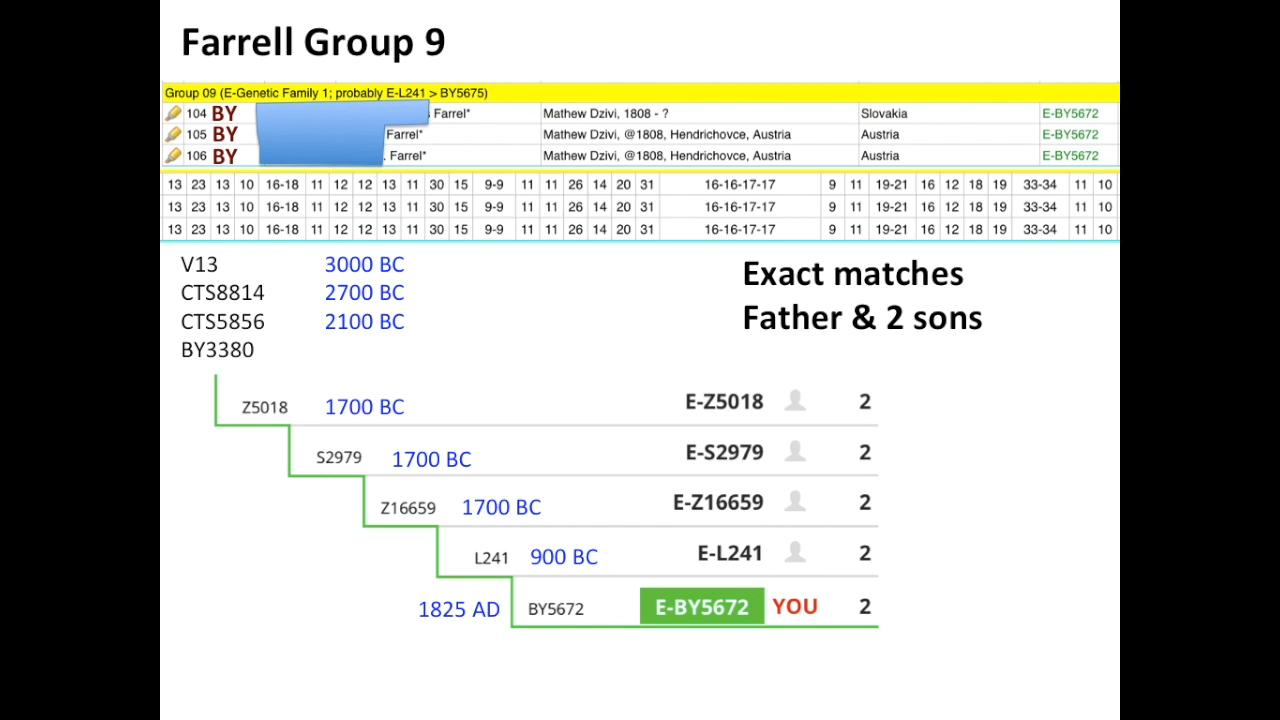 Farrell Group 9
Group 09 (E-Genetic Family 1; probably E-L241 > BY5675)
104 BY Farrel* Mathew Dzivi, 1808 - ? Slovakia E-BY5672
105 BY Farrel* Mathew Dzivi, @1808, Hendrichovce, Austria Austria E-BY5672
106 BY . Farrel* Mathew Dzivi, @1808, Hendrichovce, Austria Austria E-BY5672
13 23 13 10 16-18 11 12 12 13 11 30 15 9-9 11 11 26 14 20 31 16-16-17-17 9 11 19-21 16 12 18 19 33-34 11 10
13 23 13 10 16-18 11 12 12 13 11 30 15 9-9 11 11 26 14 20 31 16-16-17-17 9 11 19-21 16 12 18 19 33-34 11 10
13 23 13 10 16-18 11 12 12 13 11 30 15 9-9 11 11 26 14 20 31 16-16-17-17 9 11 19-21 16 12 18 19 33-34 11 10
V13 3000 BC
CTS8814 2700 BC
CTS5856 2100 BC
BY3380
Exact matches
Father & 2 sons
Z5018 1700 BC E-Z5018 2
S2979 1700 BC E-S2979 2
Z16659 1700 BC E-Z16659 2
L241 900 BC E-L241 2
1825 AD BY5672 E-BY5672 YOU 2